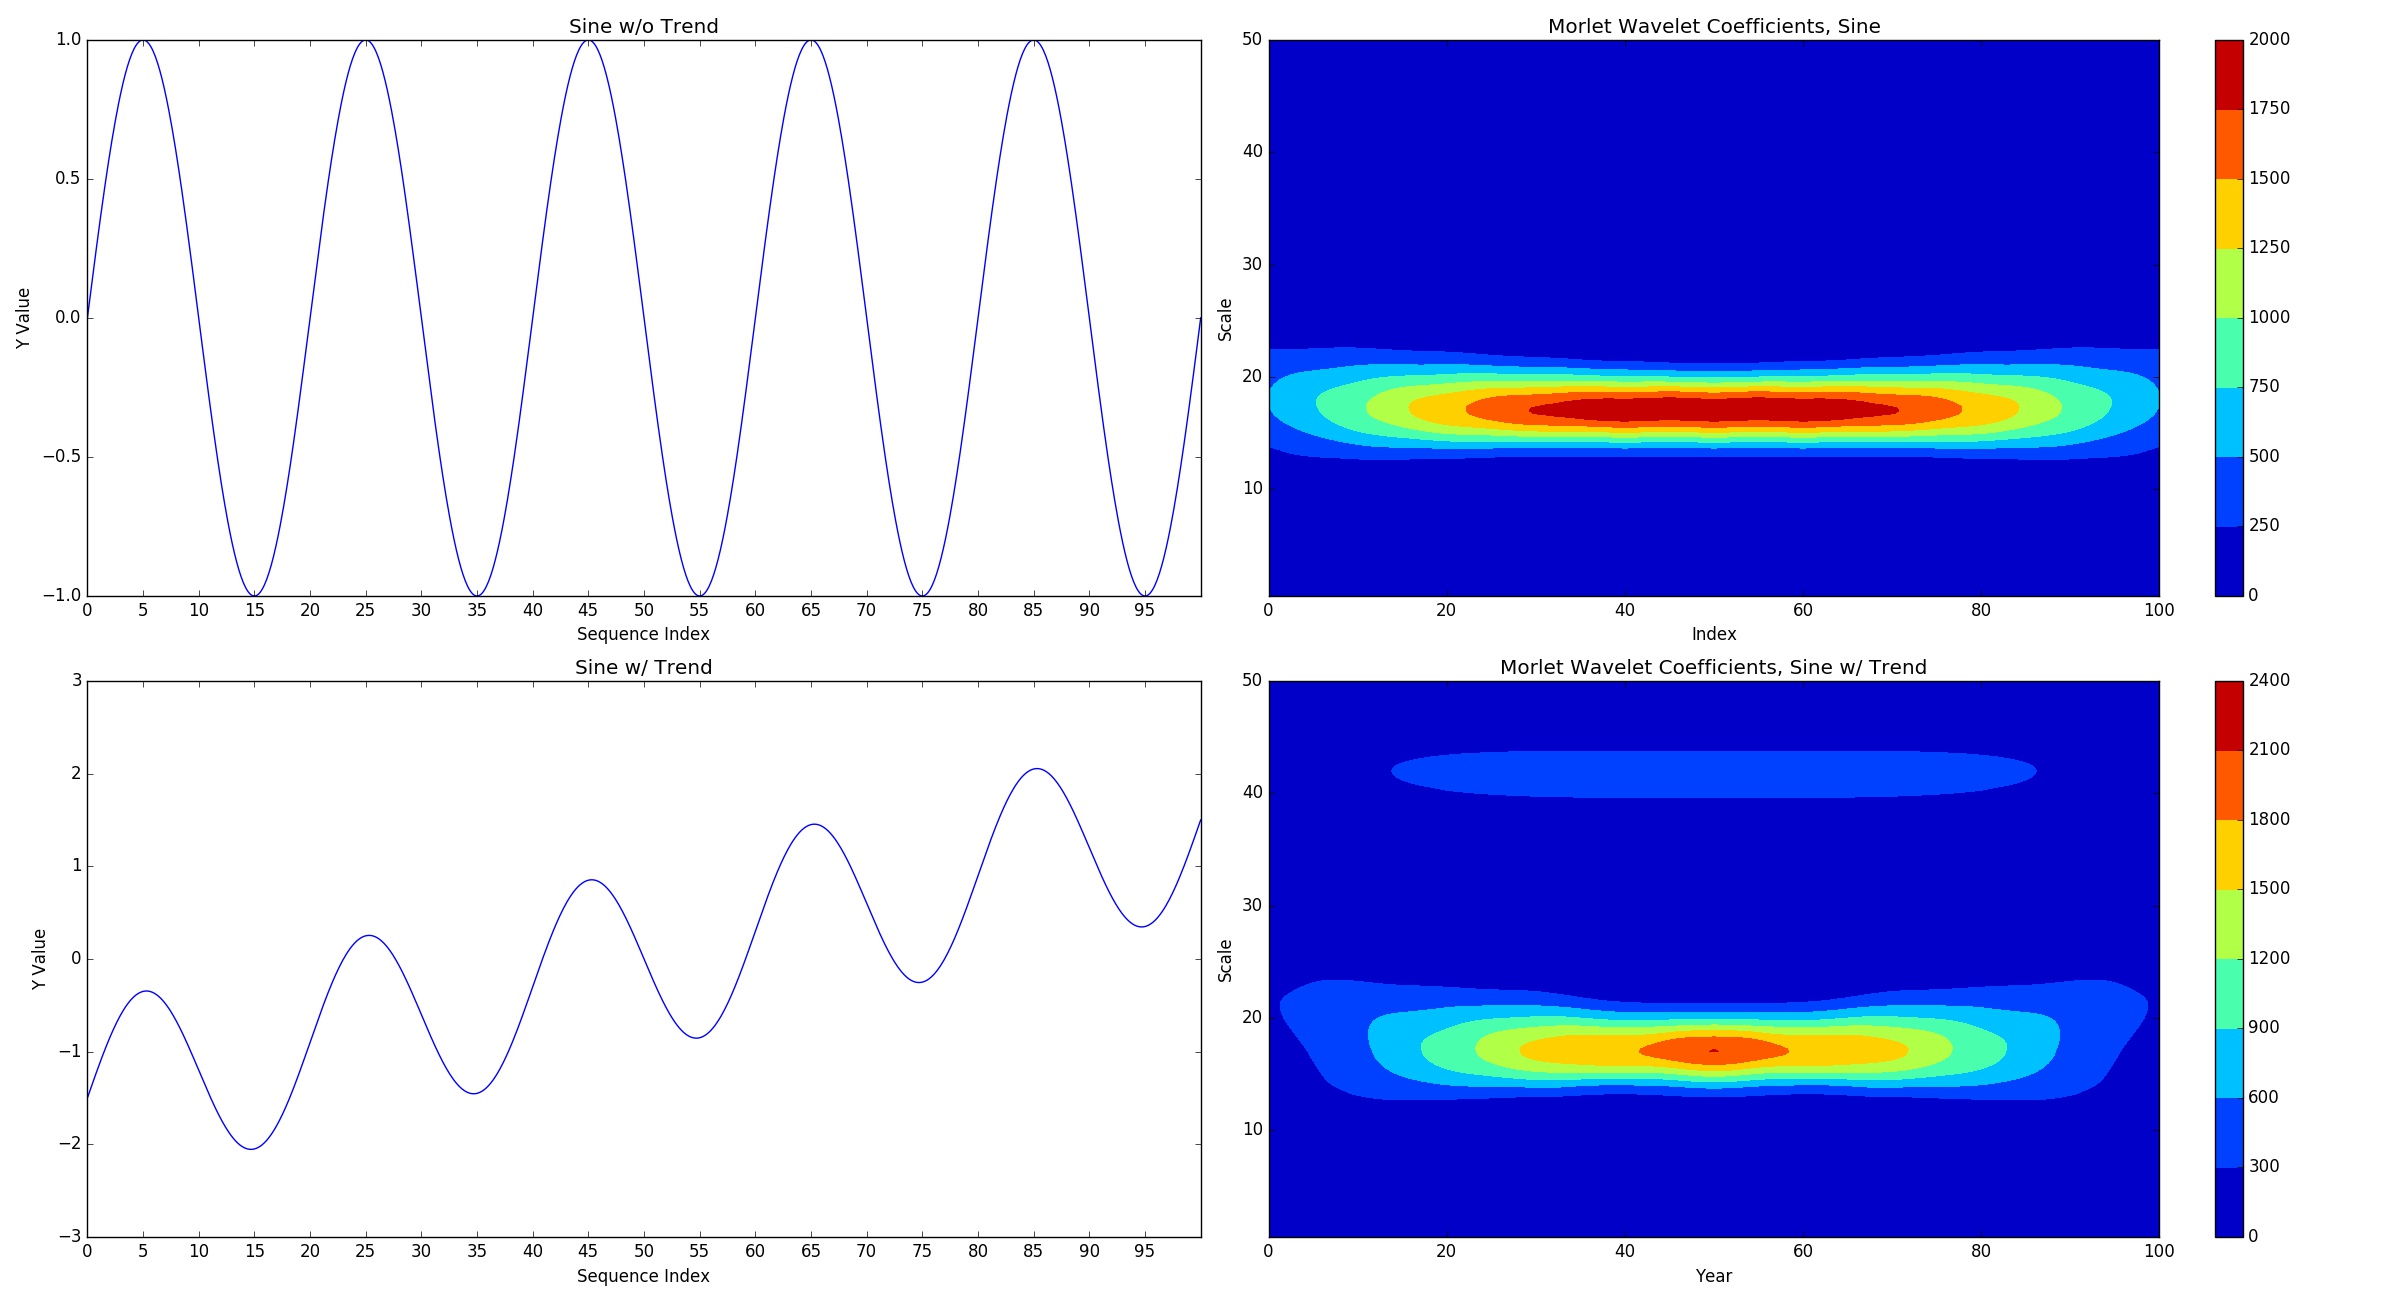 Sine w/o Trend
1.0
0.5
0.0
−0.5
−1.0
Y Value
0 5 10 15 20 25 30 35 40 45 50 55 60 65 70 75 80 85 90 95
Sequence Index
Morlet Wavelet Coefficients, Sine
50
40
30
20
10
Scale
0 20 40 60 80 100
Index
2000
1750
1500
1250
1000
750
500
250
0
Sine w/ Trend
3
2
1
0
−1
−2
−3
Y Value
0 5 10 15 20 25 30 35 40 45 50 55 60 65 70 75 80 85 90 95
Sequence Index
Morlet Wavelet Coefficients, Sine w/ Trend
50
40
30
20
10
Scale
0 20 40 60 80 100
Year
2400
2100
1800
1500
1200
900
600
300
0